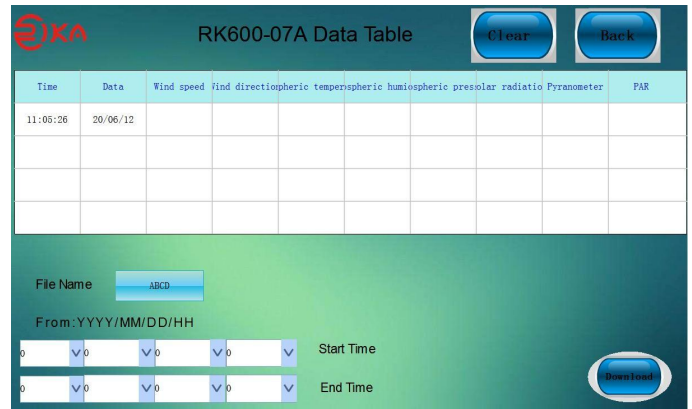 RKA RK600-07A Data Table Clear Back
Time Data Wind speed Wind directio spheric temper spheric humi ospheric pres olar radiatio Pyranometer PAR
11:05:26 20/06/12
File Name ABCD
From:YYYY/MM/DD/HH
0 0 0 0 Start Time
0 0 0 0 End Time
Download